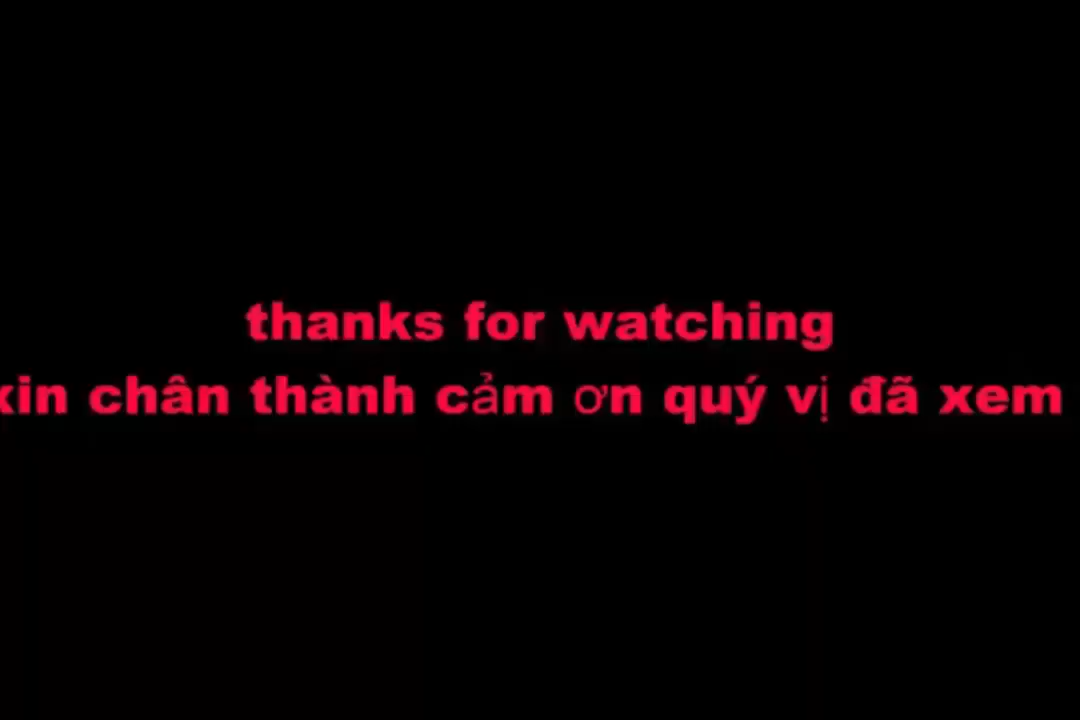 thanks for watching
xin chân thành cảm ơn quý vị đã xem